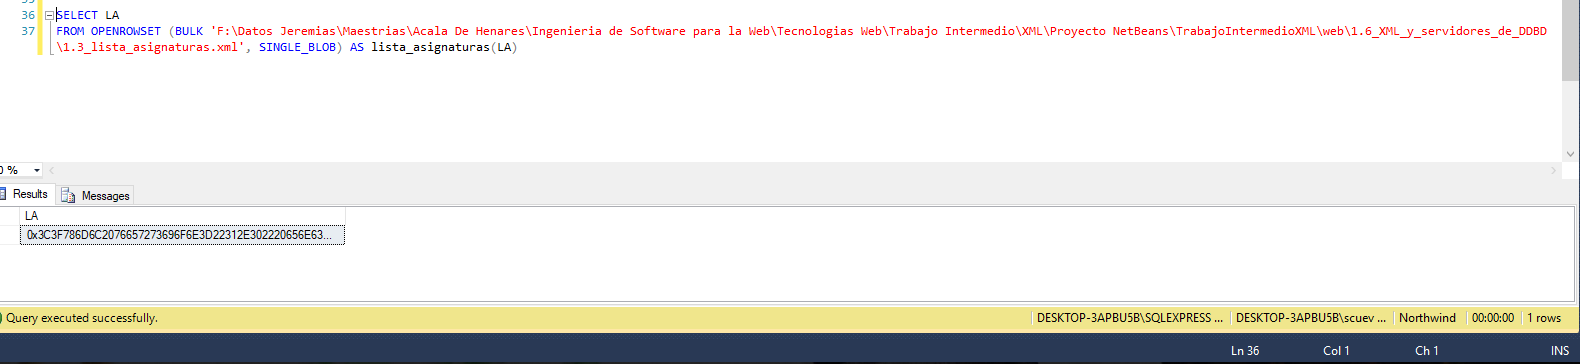 36 SELECT LA
37 FROM OPENROWSET (BULK 'F:\Datos Jeremias\Maestrias\Acala De Henares\Ingenieria de Software para la Web\Tecnologias Web\Trabajo Intermedio\XML\Proyecto NetBeans\TrabajoIntermedioXML\web\1.6_XML_y_servidores_de_DDBD
\1.3_lista_asignaturas.xml', SINGLE_BLOB) AS lista_asignaturas(LA)
0 %
Results Messages
LA
0x3C3F786D6C2076657273696F6E3D22312E302220656E63...
Query executed successfully. DESKTOP-3APBU5B\SQLEXPRESS ... DESKTOP-3APBU5B\scuev ... Northwind 00:00:00 1 rows
Ln 36 Col 1 Ch 1 INS